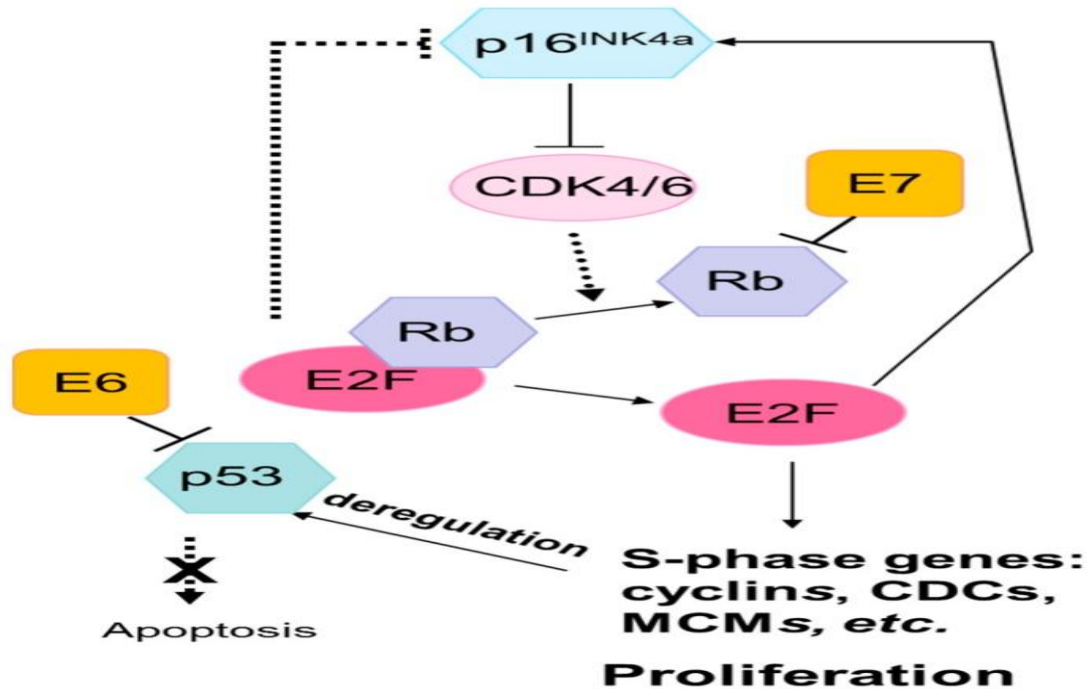 p16INK4a
CDK4/6
E7
Rb
Rb
E2F
E2F
E6
p53
deregulation
Apoptosis
S-phase genes:
cyclins, CDCs,
MCMs, etc.
Proliferation